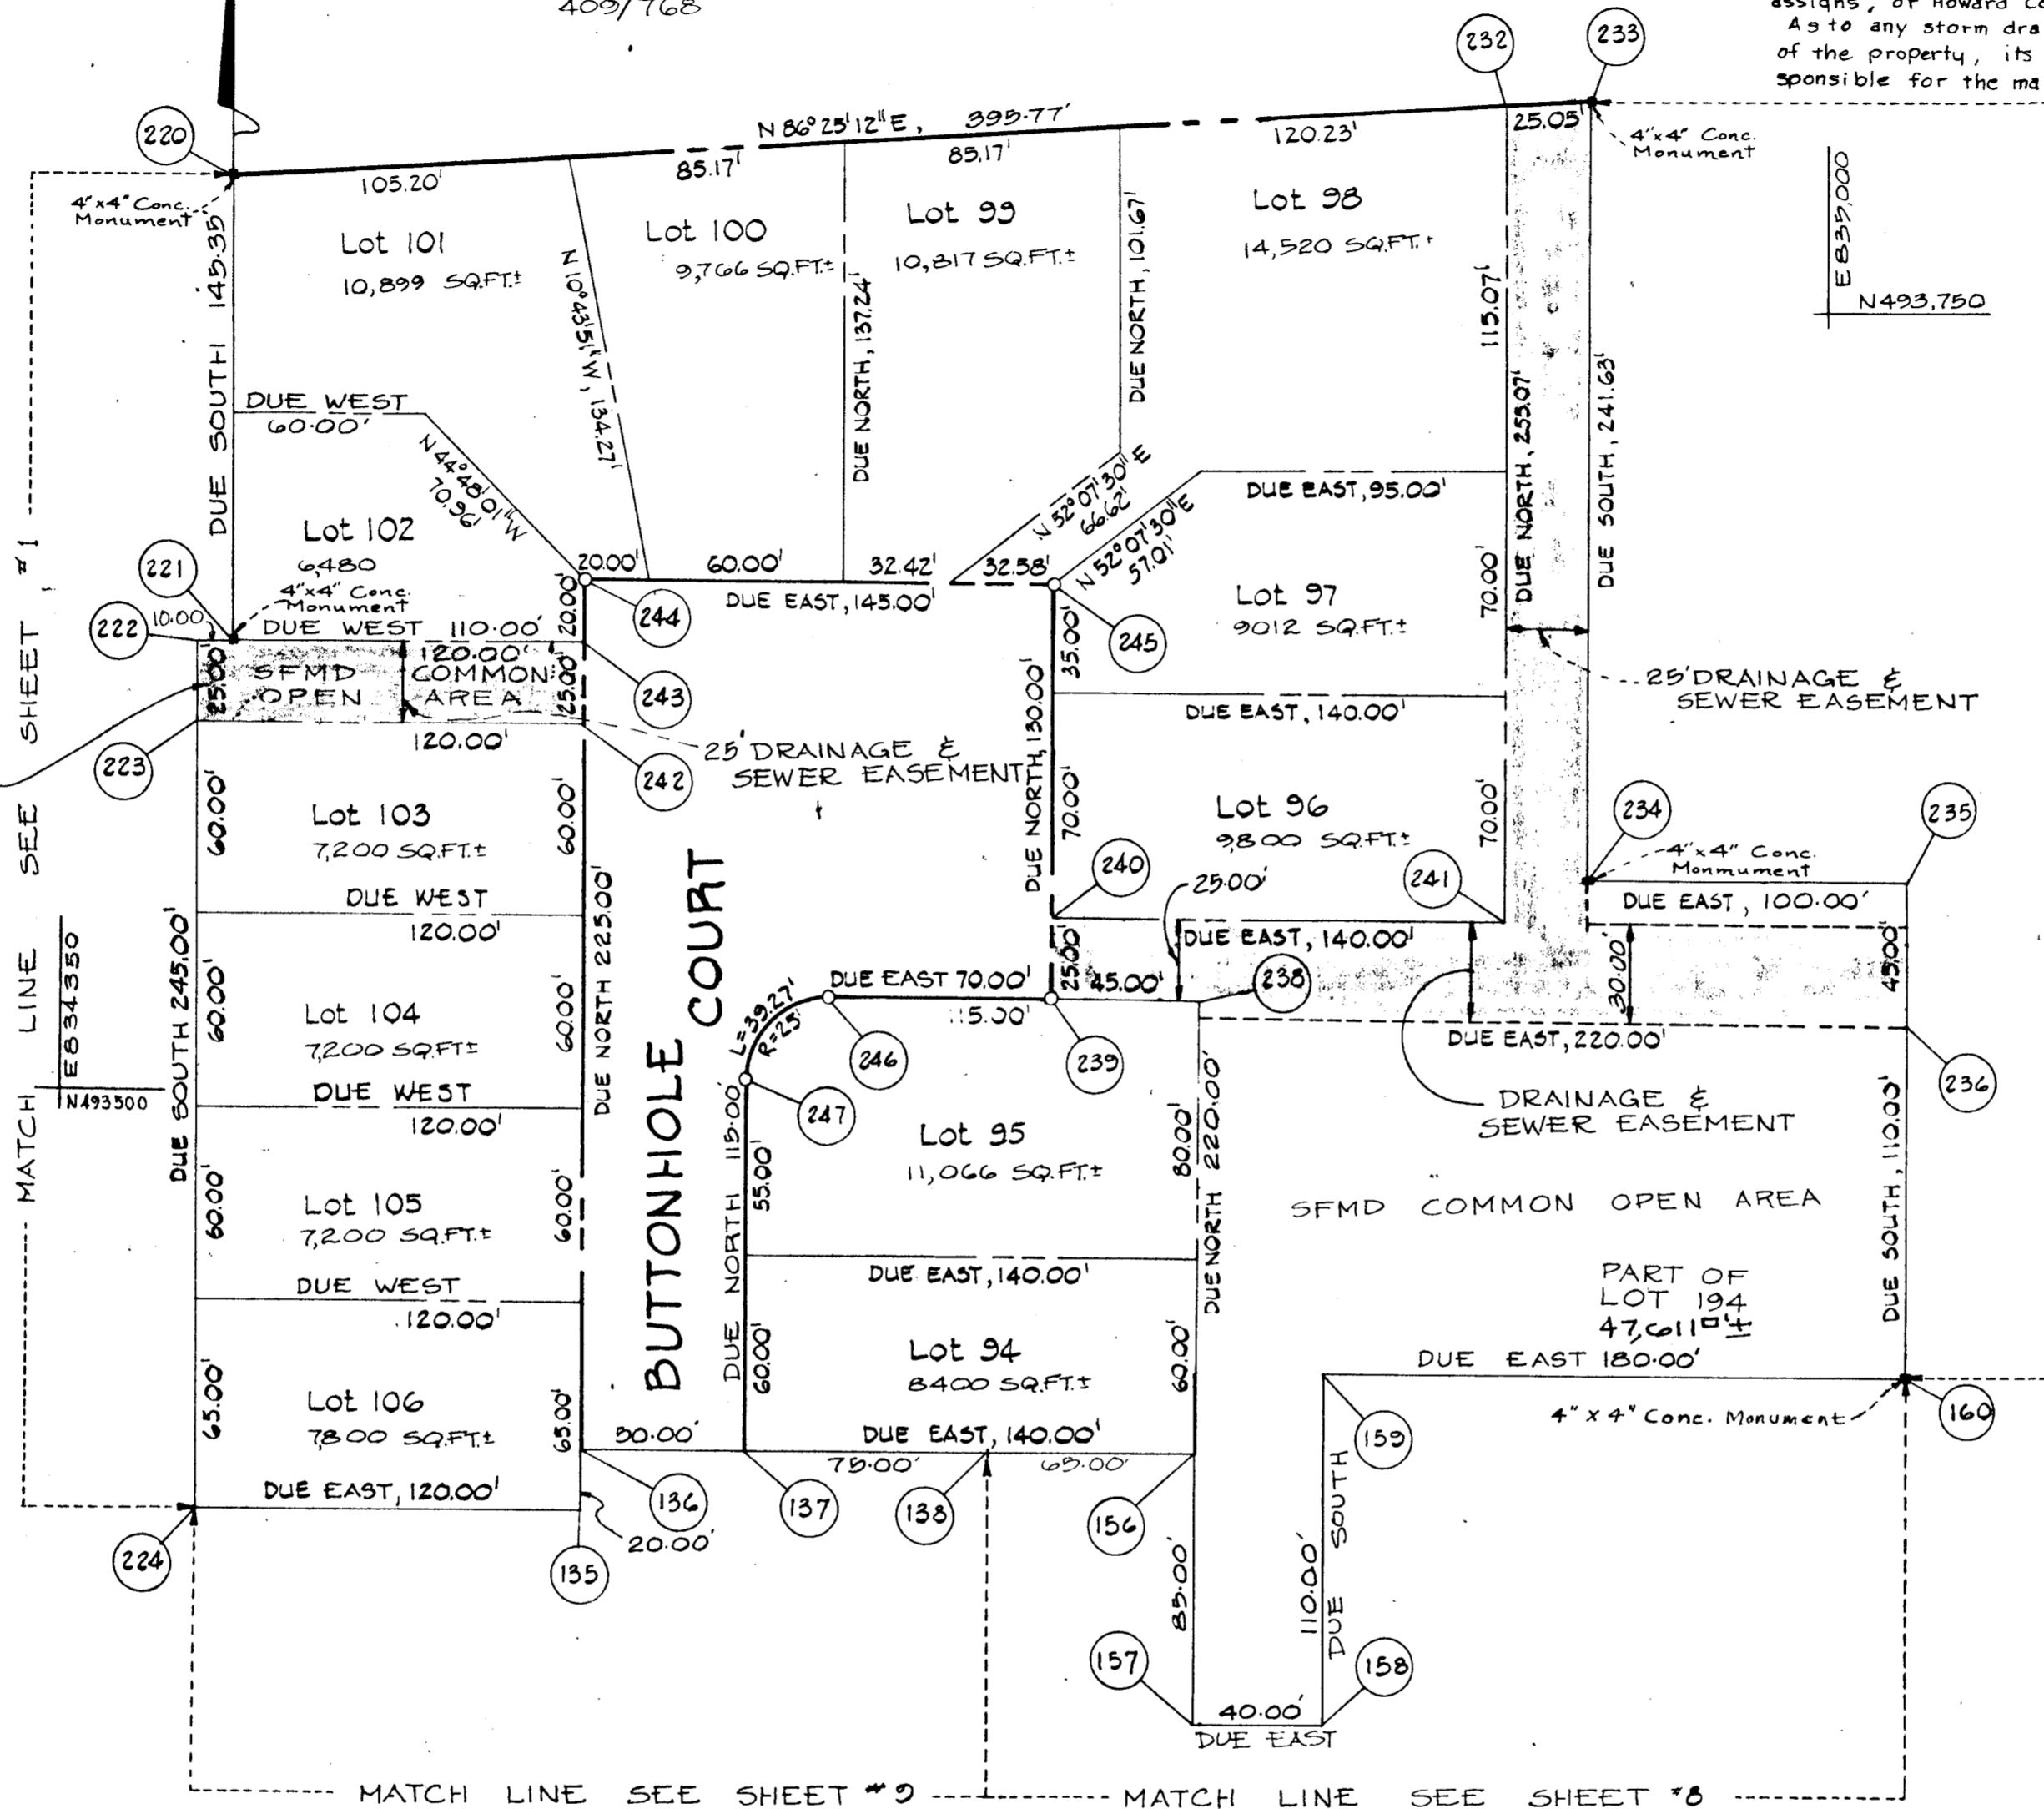 409/768
assigns, or Howard Co
As to any storm dra
of the property, its
sponsible for the ma
232
233
220
N 86° 25' 12" E, 395.77'
105.20'
85.17'
85.17'
120.23'
25.05'
4"x4" Conc.
Monument
4"x4" Conc.
Monument
E 835,000
N 493,750
DUE SOUTH 145.35
Lot 101
10,899 SQ.FT.±
N 10° 43' 51" W, 134.27'
Lot 100
9,766 SQ.FT.±
DUE NORTH, 137.24'
Lot 99
10,817 SQ.FT.±
DUE NORTH, 101.67'
Lot 98
14,520 SQ.FT.±
115.07'
DUE NORTH, 255.07'
DUE SOUTH, 241.63'
DUE WEST
60.00'
N 44° 48' 01" W
70.96'
Lot 102
6,480
4"x4" Conc.
Monument
N 52° 07' 30" E
66.62'
N 52° 07' 30" E
57.01'
DUE EAST, 95.00'
221
222
10.00
DUE WEST 110.00'
20.00'
20.00'
60.00'
32.42'
32.58'
DUE EAST, 145.00'
244
245
Lot 97
9012 SQ.FT.±
70.00'
35.00'
25' DRAINAGE &
SEWER EASEMENT
120.00'
SFMD COMMON
OPEN AREA
25.00'
25.00'
243
120.00'
223
242
25' DRAINAGE &
SEWER EASEMENT
DUE NORTH, 130.00'
DUE EAST, 140.00'
70.00'
Lot 96
9,800 SQ.FT.±
70.00'
234
235
4"x4" Conc.
Monmument
DUE EAST, 100.00'
60.00'
Lot 103
7,200 SQ.FT.±
60.00'
DUE WEST
120.00'
240
25.00'
241
DUE EAST, 140.00'
25.00'
45.00'
238
30.00'
45.00'
DUE EAST, 220.00'
236
MATCH LINE SEE SHEET #1
E 834350
N 493500
DUE SOUTH 245.00'
DUE NORTH 225.00'
BUTTONHOLE COURT
DUE EAST 70.00'
115.00'
L=39.27'
R=25'
246
239
247
60.00'
Lot 104
7,200 SQ.FT±
60.00'
DUE WEST
120.00'
DRAINAGE &
SEWER EASEMENT
DUE NORTH 115.00'
55.00'
Lot 95
11,066 SQ.FT.±
80.00'
DUE NORTH 220.00'
SFMD COMMON OPEN AREA
DUE SOUTH, 110.00'
60.00'
Lot 105
7,200 SQ.FT.±
60.00'
DUE WEST
120.00'
DUE EAST, 140.00'
PART OF
LOT 194
47,611□'±
DUE EAST 180.00'
65.00'
Lot 106
7800 SQ.FT.±
65.00'
60.00'
Lot 94
8400 SQ.FT.±
60.00'
4" X 4" Conc. Monument
160
159
50.00'
DUE EAST, 140.00'
75.00'
65.00'
DUE EAST, 120.00'
136
137
138
156
20.00'
224
135
85.00'
110.00'
DUE SOUTH
157
158
40.00'
DUE EAST
MATCH LINE SEE SHEET #9
MATCH LINE SEE SHEET #8